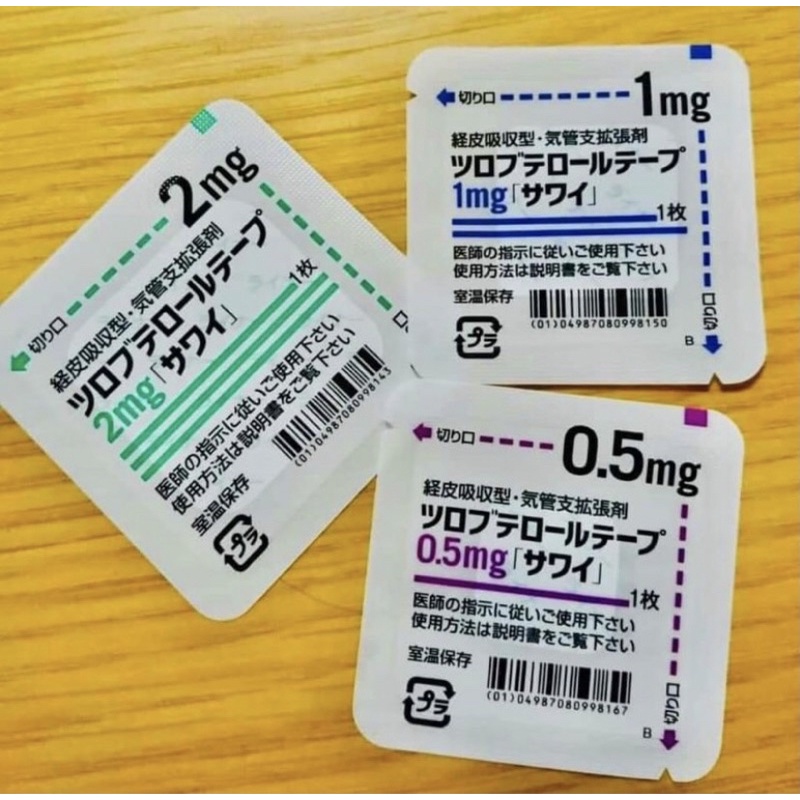 2mg
切り口
経皮吸収型・気管支拡張剤
ツロブテロールテープ
2mg「サワイ」
1枚
医師の指示に従いご使用下さい
使用方法は説明書をご覧下さい
室温保存
(01)04987080998143
プラ
切り口 1mg
経皮吸収型・気管支拡張剤
ツロブテロールテープ
1mg「サワイ」
1枚
医師の指示に従いご使用下さい
使用方法は説明書をご覧下さい
室温保存
(01)04987080998150
プラ
B
切り口
切り口 0.5mg
経皮吸収型・気管支拡張剤
ツロブテロールテープ
0.5mg「サワイ」
1枚
医師の指示に従いご使用下さい
使用方法は説明書をご覧下さい
室温保存
(01)04987080998167
プラ
B
切り口